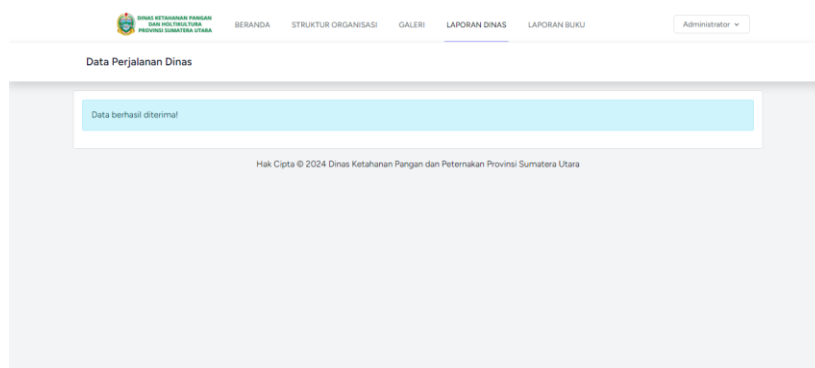 DINAS KETAHANAN PANGAN
DAN HOLTIKULTURA
PROVINSI SUMATERA UTARA
BERANDA
STRUKTUR ORGANISASI
GALERI
LAPORAN DINAS
LAPORAN BUKU
Administrator
Data Perjalanan Dinas
Data berhasil diterima!
Hak Cipta © 2024 Dinas Ketahanan Pangan dan Peternakan Provinsi Sumatera Utara